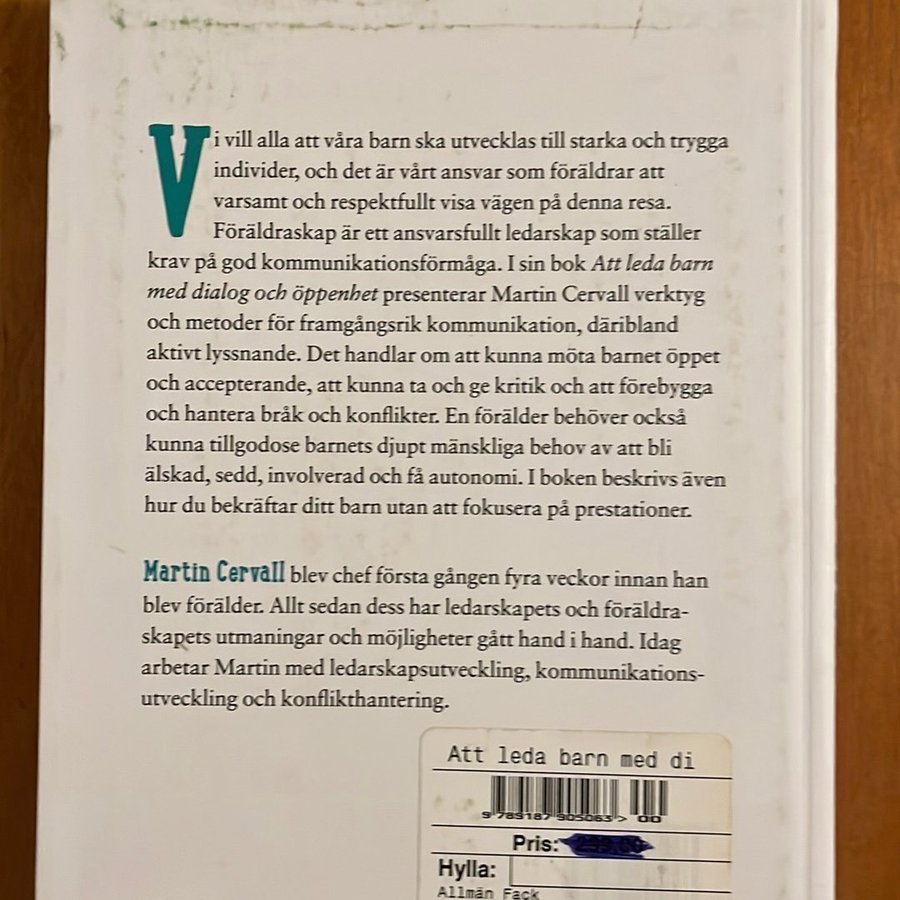 Vi vill alla att våra barn ska utvecklas till starka och trygga
individer, och det är vårt ansvar som föräldrar att
varsamt och respektfullt visa vägen på denna resa.
Föräldraskap är ett ansvarsfullt ledarskap som ställer
krav på god kommunikationsförmåga. I sin bok Att leda barn
med dialog och öppenhet presenterar Martin Cervall verktyg
och metoder för framgångsrik kommunikation, däribland
aktivt lyssnande. Det handlar om att kunna möta barnet öppet
och accepterande, att kunna ta och ge kritik och att förebygga
och hantera bråk och konflikter. En förälder behöver också
kunna tillgodose barnets djupt mänskliga behov av att bli
älskad, sedd, involverad och få autonomi. I boken beskrivs även
hur du bekräftar ditt barn utan att fokusera på prestationer.
Martin Cervall blev chef första gången fyra veckor innan han
blev förälder. Allt sedan dess har ledarskapets och föräldra-
skapets utmaningar och möjligheter gått hand i hand. Idag
arbetar Martin med ledarskapsutveckling, kommunikations-
utveckling och konflikthantering.
Att leda barn med di
9 789187 905063 > 00
Pris:
Hylla:
Allmän Fack